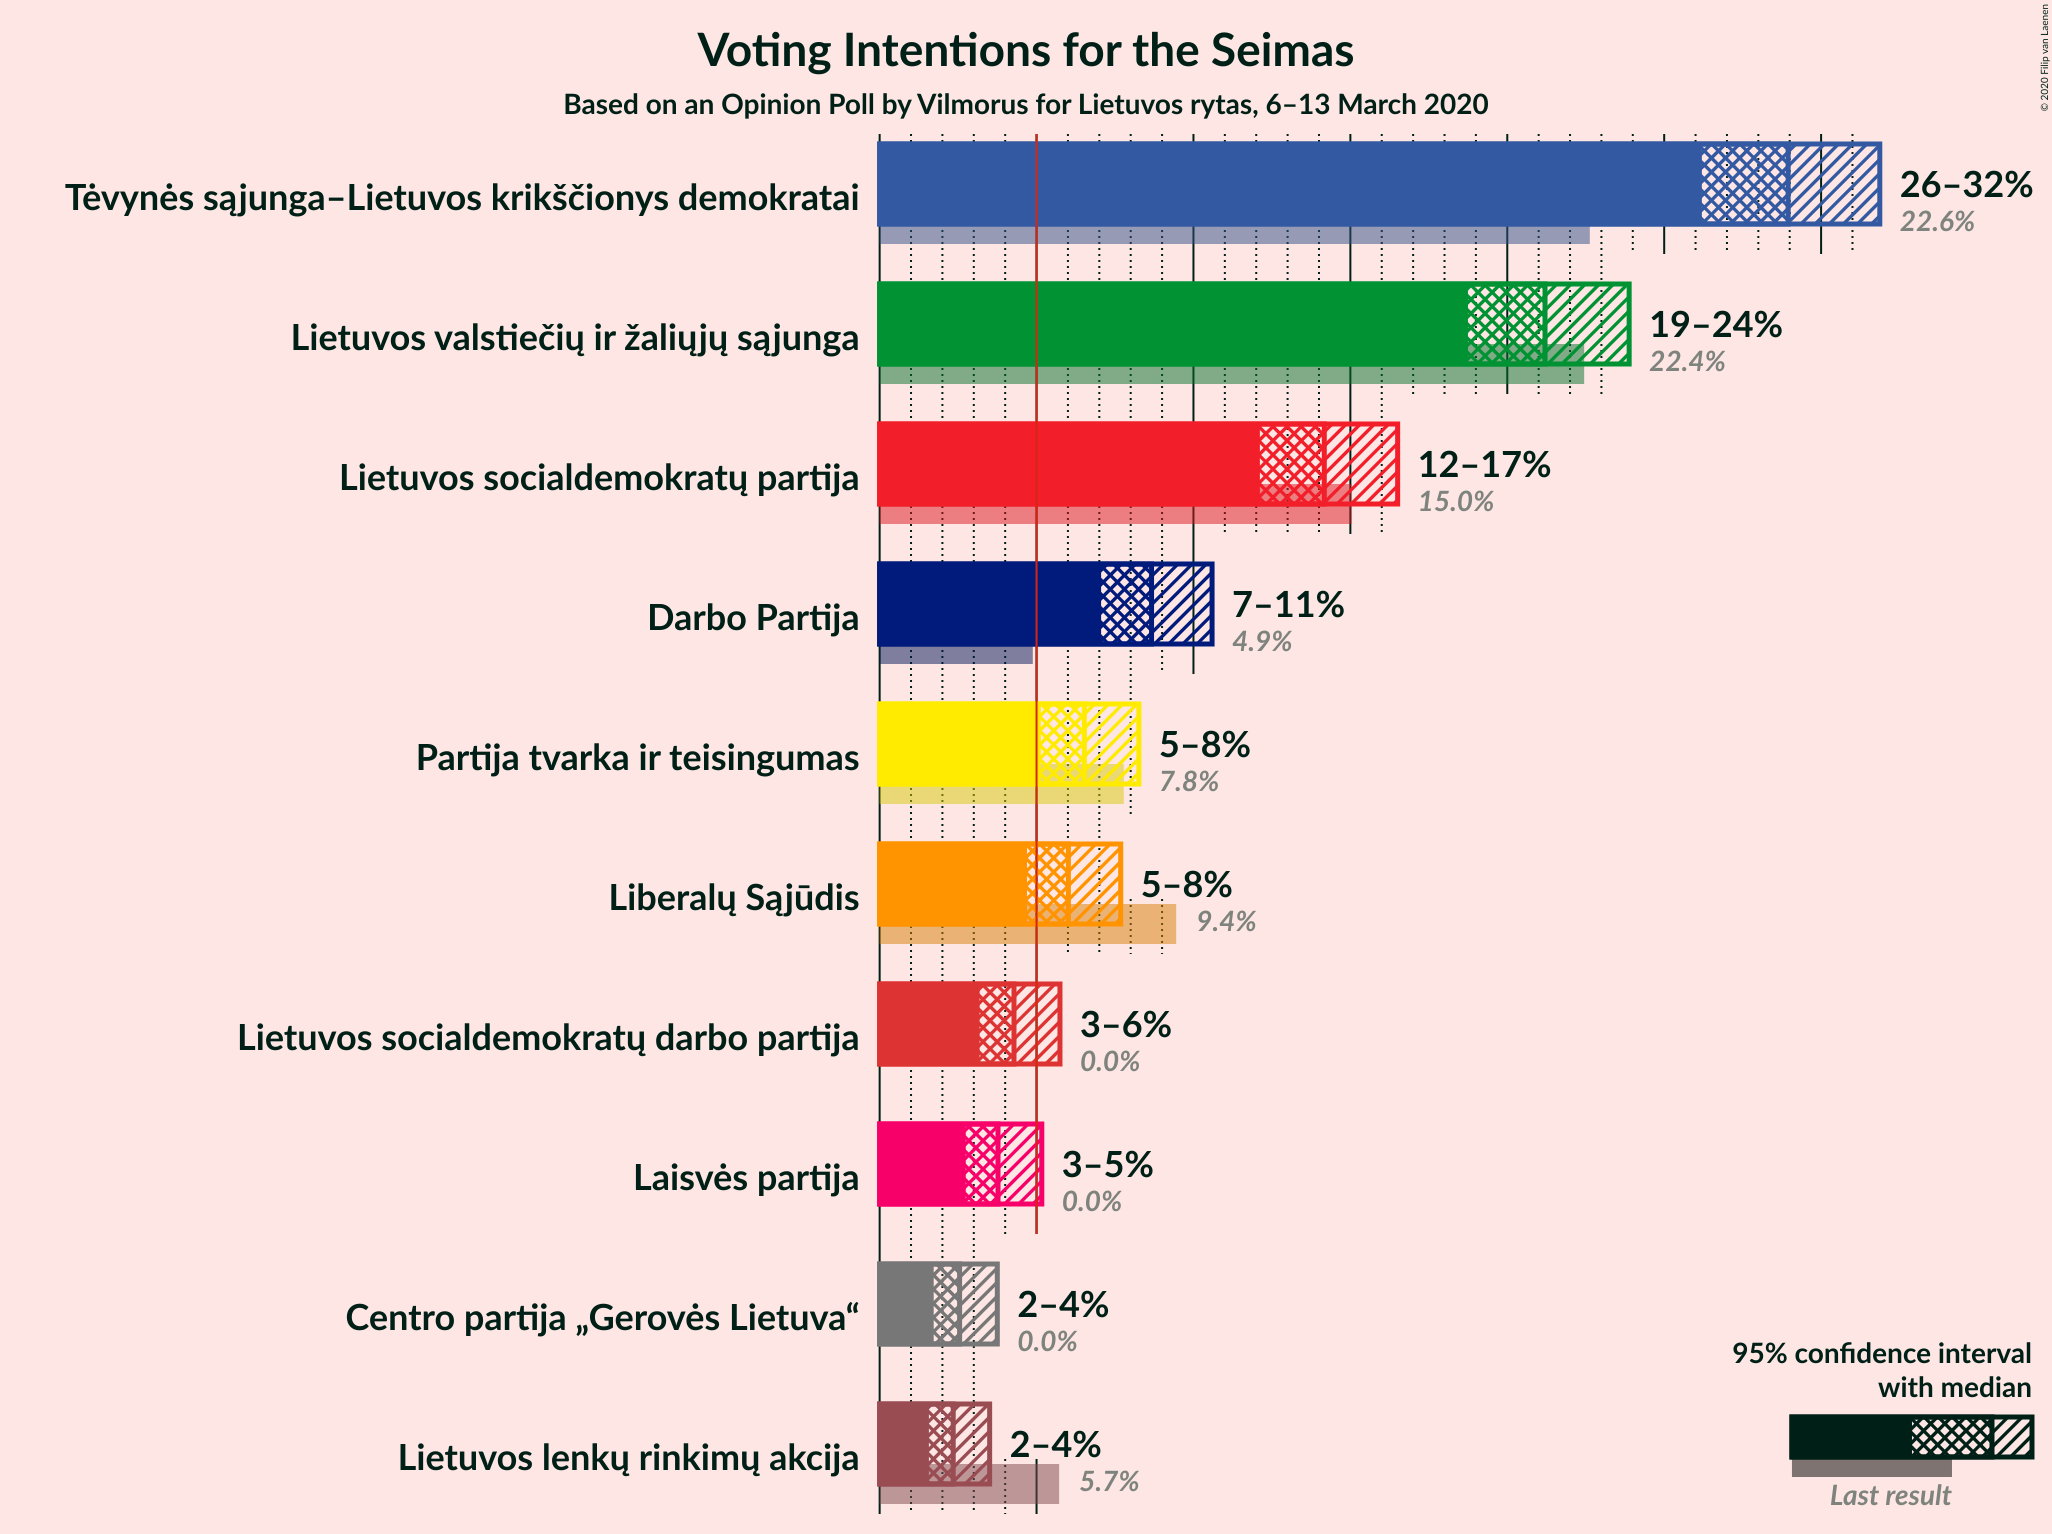 © 2020 Filip van Laenen
Voting Intentions for the Seimas
Based on an Opinion Poll by Vilmorus for Lietuvos rytas, 6–13 March 2020
Tėvynės sąjunga–Lietuvos krikščionys demokratai
26–32%
22.6%
Lietuvos valstiečių ir žaliųjų sąjunga
19–24%
22.4%
Lietuvos socialdemokratų partija
12–17%
15.0%
Darbo Partija
7–11%
4.9%
Partija tvarka ir teisingumas
5–8%
7.8%
Liberalų Sąjūdis
5–8%
9.4%
Lietuvos socialdemokratų darbo partija
3–6%
0.0%
Laisvės partija
3–5%
0.0%
Centro partija „Gerovės Lietuva“
2–4%
0.0%
Lietuvos lenkų rinkimų akcija
2–4%
5.7%
95% confidence interval
with median
Last result